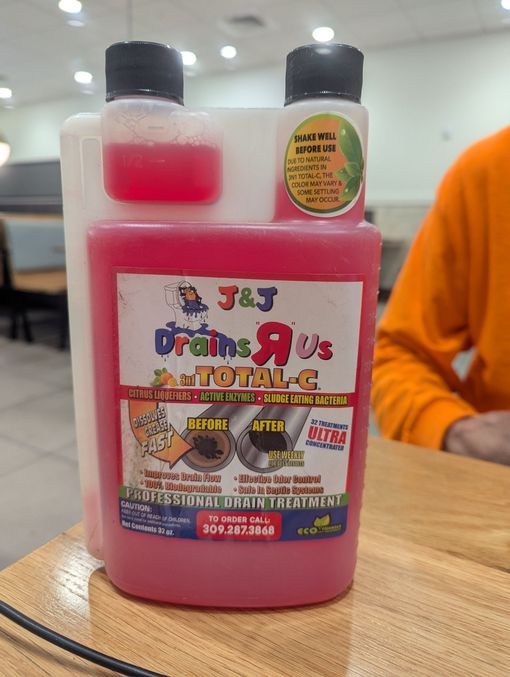 1/2
SHAKE WELL
BEFORE USE
DUE TO NATURAL
INGREDIENTS IN
3N1 TOTAL-C, THE
COLOR MAY VARY &
SOME SETTLING
MAY OCCUR.
J&J
Drains "R" Us
3in1 TOTAL-C
CITRUS LIQUEFIERS • ACTIVE ENZYMES • SLUDGE EATING BACTERIA
DISSOLVES
GREASE
FAST
BEFORE
AFTER
32 TREATMENTS
ULTRA
CONCENTRATED
USE WEEKLY
• Improves Drain Flow
• Effective Odor Control
• 100% Biodegradable
• Safe in Septic Systems
PROFESSIONAL DRAIN TREATMENT
CAUTION:
KEEP OUT OF REACH OF CHILDREN.
Net Contents 32 oz.
TO ORDER CALL:
309.287.3868
ECO